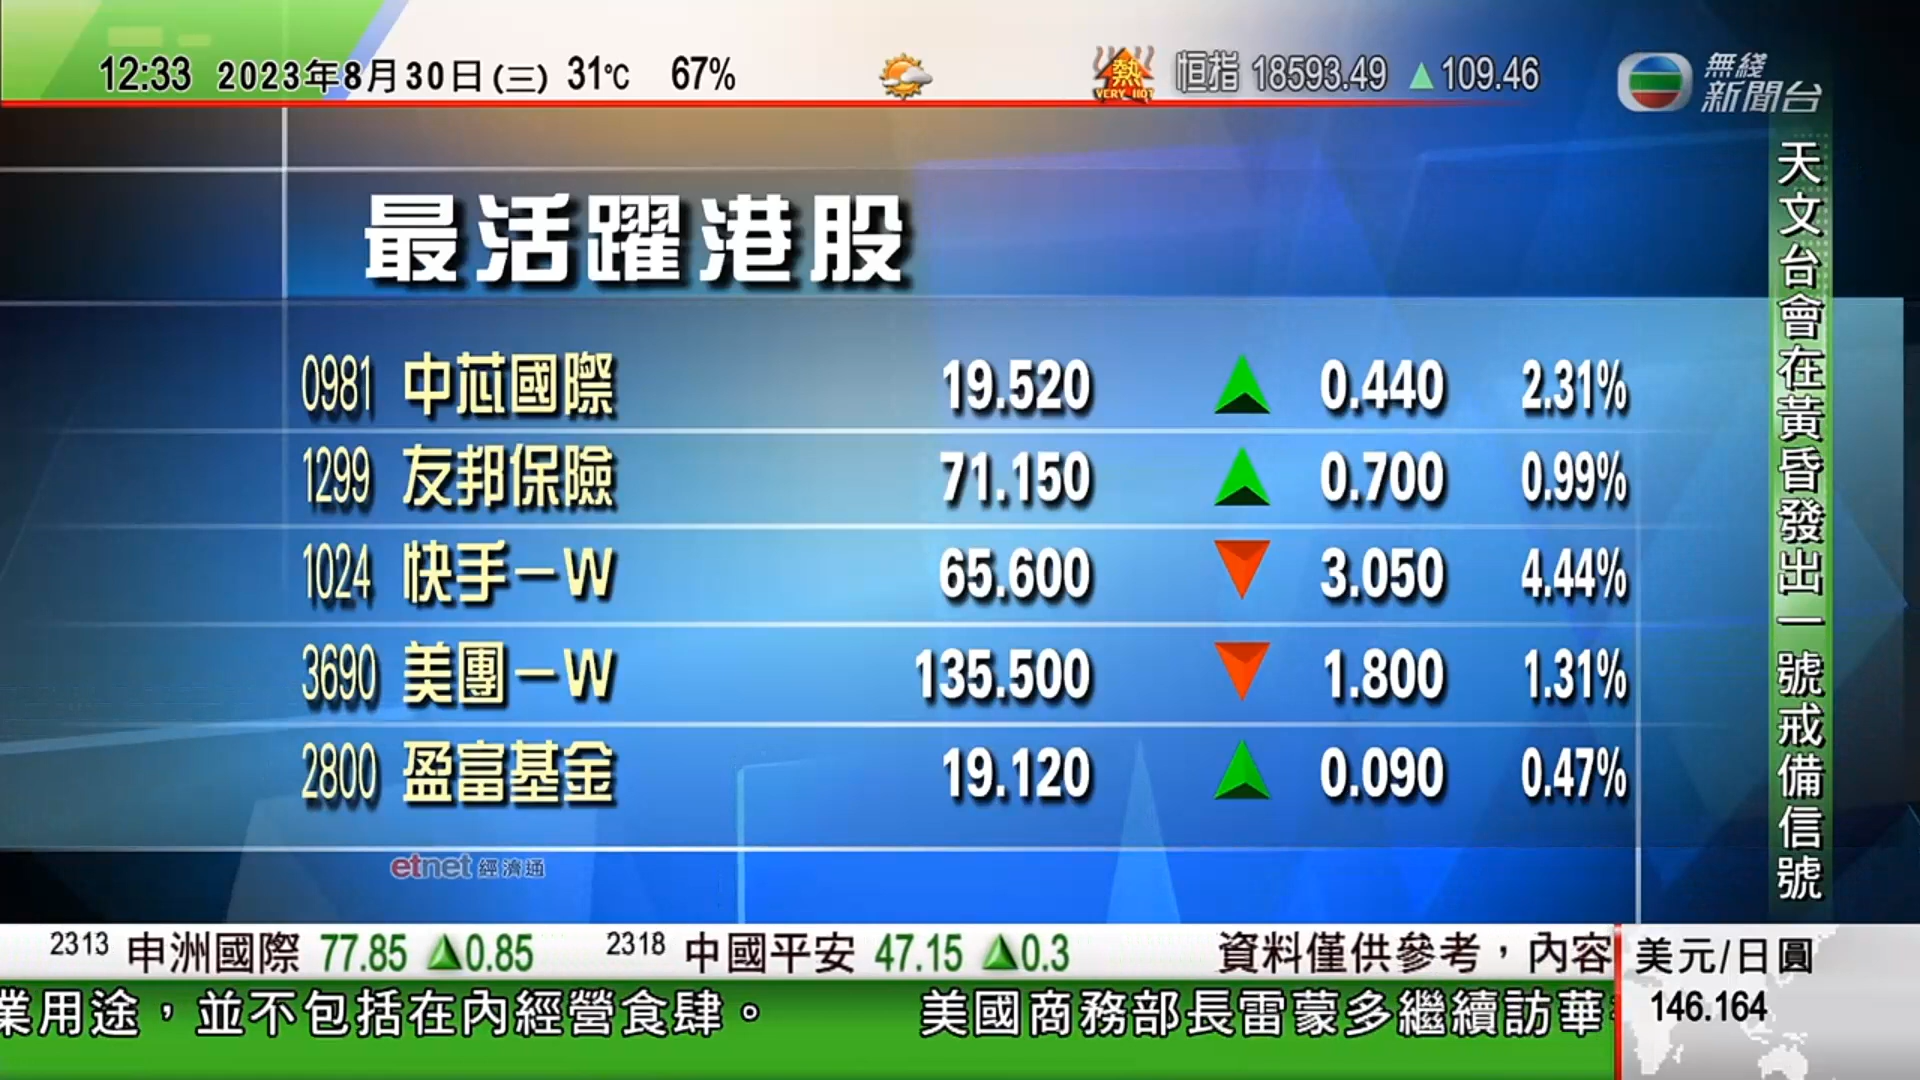 12:33 2023年8月30日(三) 31℃ 67% 熱 VERY HOT 恒指 18593.49 ▲109.46
無綫
新聞台
最活躍港股
0981 中芯國際 19.520 ▲ 0.440 2.31%
1299 友邦保險 71.150 ▲ 0.700 0.99%
1024 快手－W 65.600 ▼ 3.050 4.44%
3690 美團－W 135.500 ▼ 1.800 1.31%
2800 盈富基金 19.120 ▲ 0.090 0.47%
etnet 經濟通
天文台會在黃昏發出一號戒備信號
2313 申洲國際 77.85 ▲0.85 2318 中國平安 47.15 ▲0.3 資料僅供參考，內容
業用途，並不包括在內經營食肆。 美國商務部長雷蒙多繼續訪華
美元/日圓
146.164